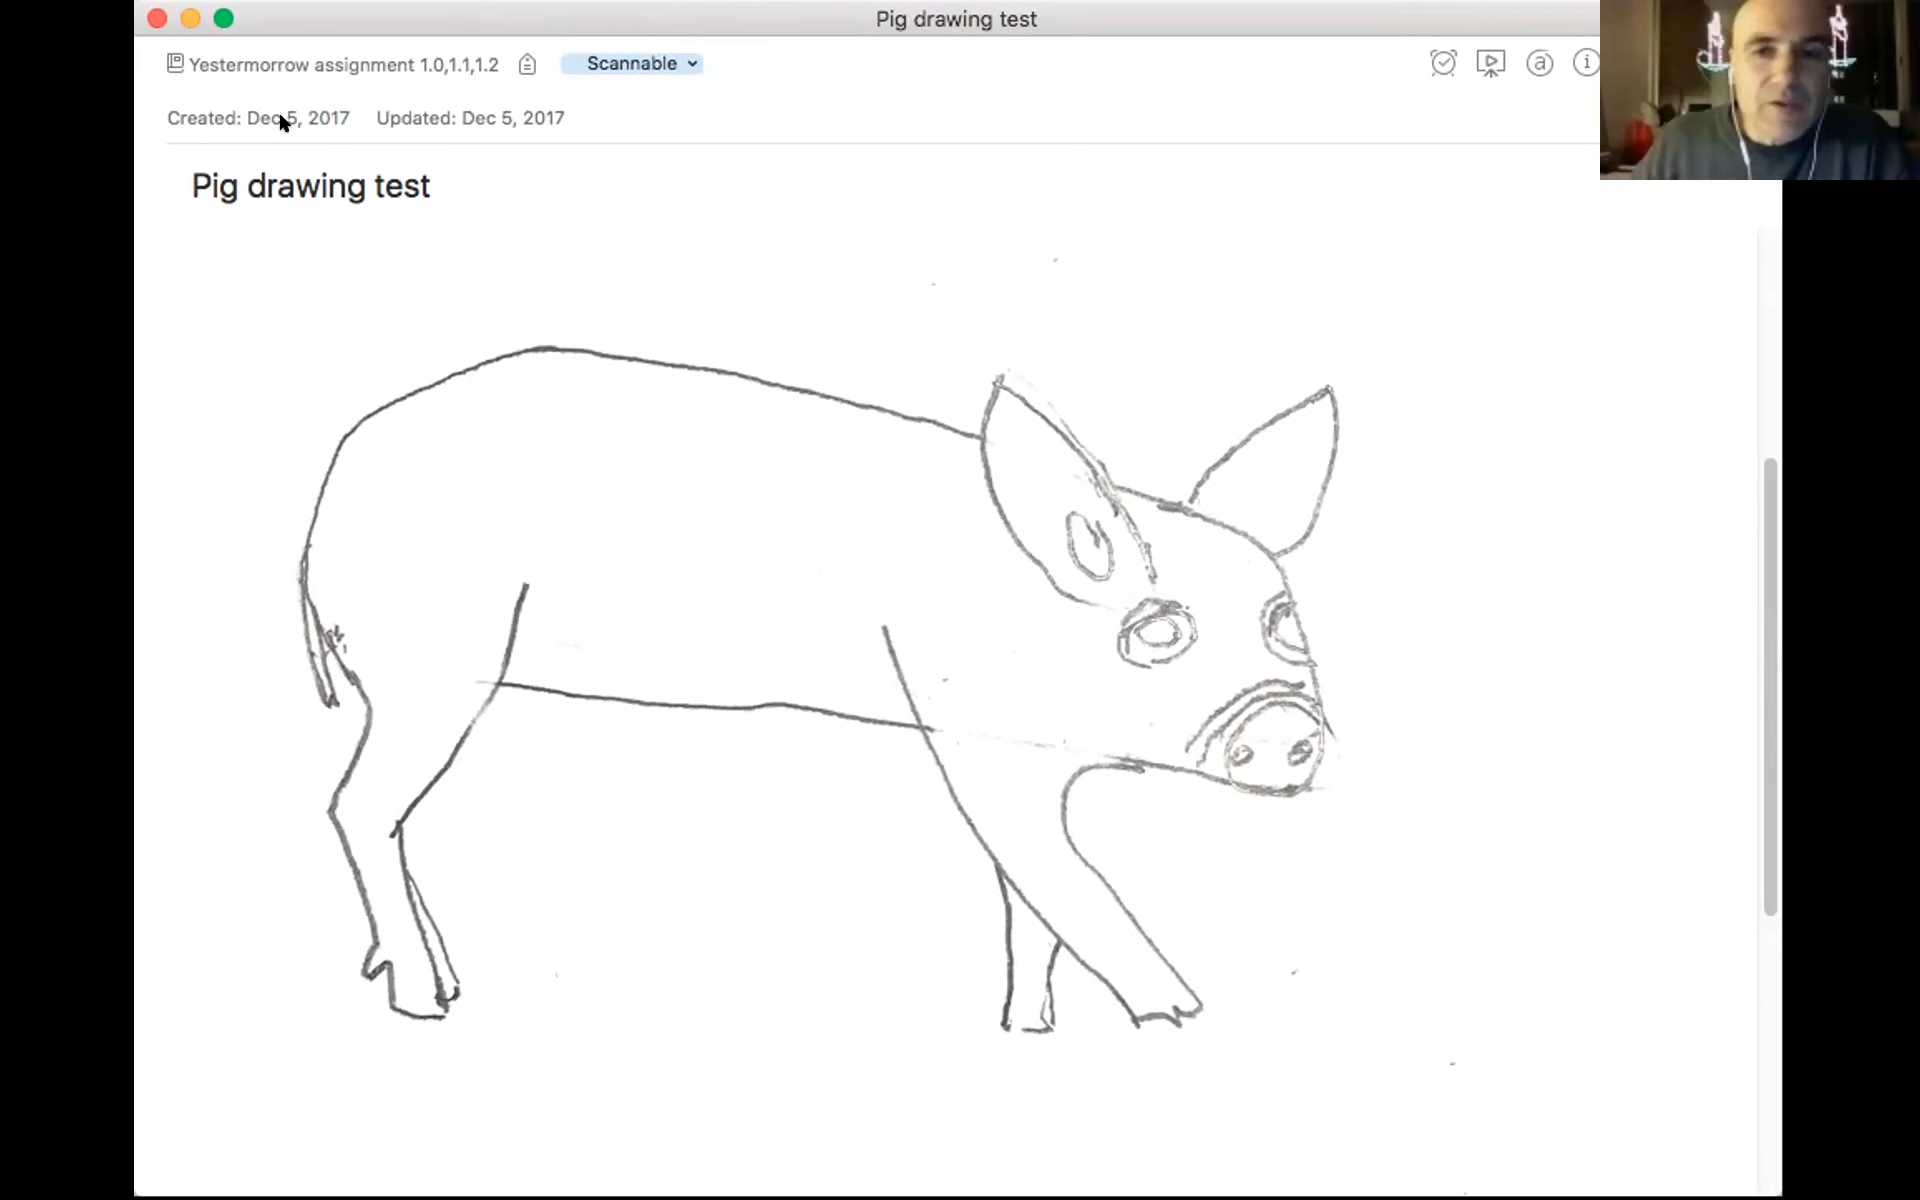 Pig drawing test
Yestermorrow assignment 1.0,1.1,1.2 Scannable
Created: Dec 5, 2017 Updated: Dec 5, 2017
Pig drawing test